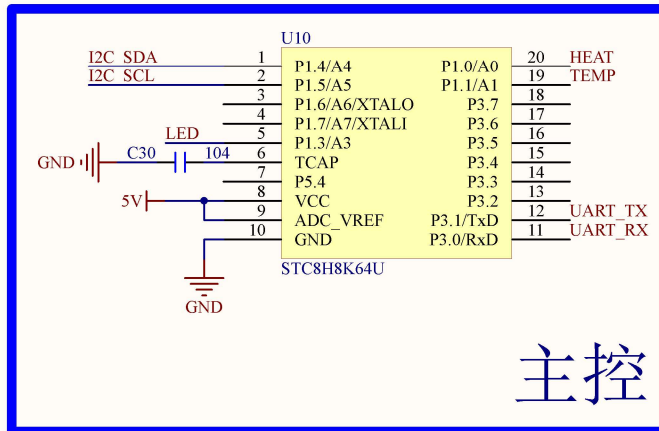 U10
I2C_SDA 1 P1.4/A4 P1.0/A0 20 HEAT
I2C_SCL 2 P1.5/A5 P1.1/A1 19 TEMP
3 P1.6/A6/XTALO P3.7 18
4 P1.7/A7/XTALI P3.6 17
LED 5 P1.3/A3 P3.5 16
GND C30 104 6 TCAP P3.4 15
7 P5.4 P3.3 14
5V 8 VCC P3.2 13
9 ADC_VREF P3.1/TxD 12 UART_TX
10 GND P3.0/RxD 11 UART_RX
STC8H8K64U
GND
主控